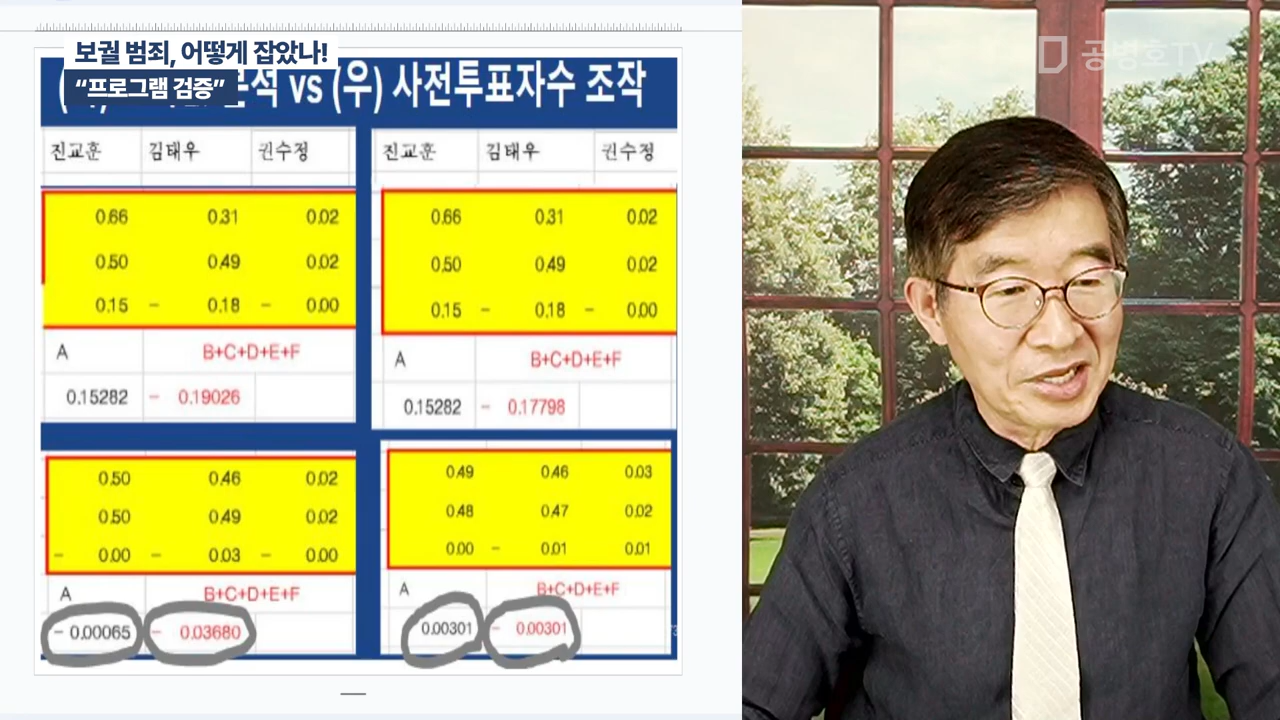 보궐 범죄, 어떻게 잡았나!
“프로그램 검증”
vs (우) 사전투표자수 조작
공병호TV
진교훈 김태우 권수정
0.66 0.31 0.02
0.50 0.49 0.02
0.15 - 0.18 - 0.00
A B+C+D+E+F
0.15282 - 0.19026
진교훈 김태우 권수정
0.66 0.31 0.02
0.50 0.49 0.02
0.15 - 0.18 - 0.00
A B+C+D+E+F
0.15282 - 0.17798
0.50 0.46 0.02
0.50 0.49 0.02
- 0.00 - 0.03 - 0.00
A B+C+D+E+F
- 0.00065 - 0.03680
0.49 0.46 0.03
0.48 0.47 0.02
0.00 - 0.01 0.01
A B+C+D+E+F
0.00301 - 0.00301